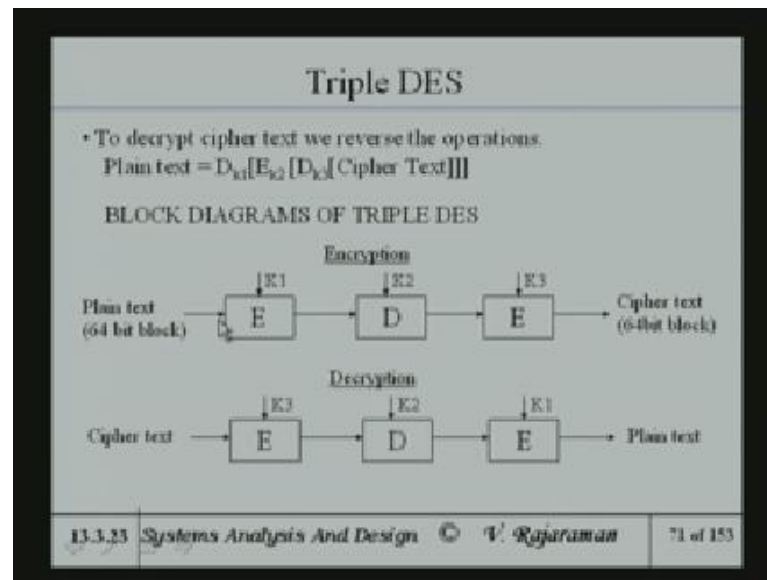 Triple DES
• To decrypt cipher text we reverse the operations.
Plain text = Dk1[Ek2[Dk3[Cipher Text]]]
BLOCK DIAGRAMS OF TRIPLE DES
Encryption
K1 K2 K3
Plain text
(64 bit block)
E D E
Cipher text
(64bit block)
Decryption
K3 K2 K1
Cipher text E D E Plain text
13.3.23 Systems Analysis And Design © V. Rajaraman 71 of 153